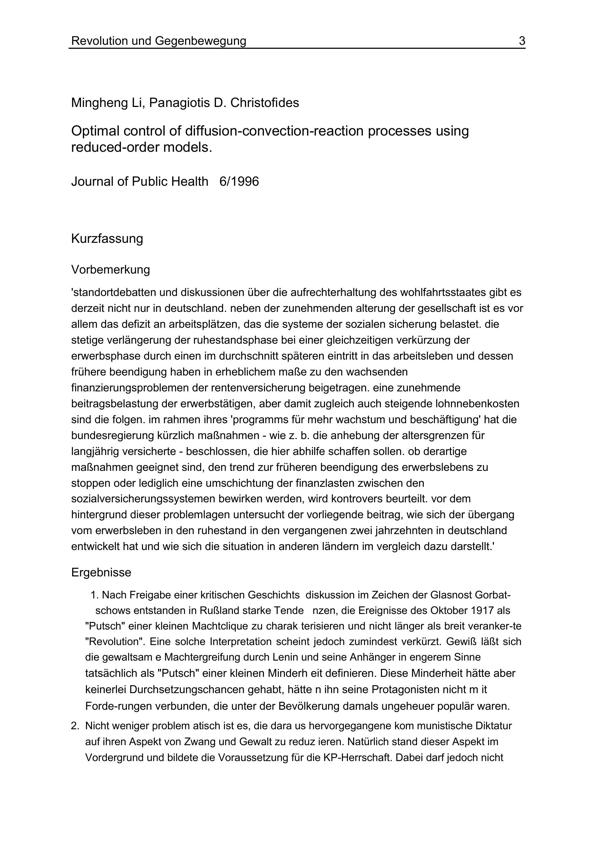 Revolution und Gegenbewegung 3
Mingheng Li, Panagiotis D. Christofides
Optimal control of diffusion-convection-reaction processes using
reduced-order models.
Journal of Public Health 6/1996
Kurzfassung
Vorbemerkung
'standortdebatten und diskussionen über die aufrechterhaltung des wohlfahrtsstaates gibt es
derzeit nicht nur in deutschland. neben der zunehmenden alterung der gesellschaft ist es vor
allem das defizit an arbeitsplätzen, das die systeme der sozialen sicherung belastet. die
stetige verlängerung der ruhestandsphase bei einer gleichzeitigen verkürzung der
erwerbsphase durch einen im durchschnitt späteren eintritt in das arbeitsleben und dessen
frühere beendigung haben in erheblichem maße zu den wachsenden
finanzierungsproblemen der rentenversicherung beigetragen. eine zunehmende
beitragsbelastung der erwerbstätigen, aber damit zugleich auch steigende lohnnebenkosten
sind die folgen. im rahmen ihres 'programms für mehr wachstum und beschäftigung' hat die
bundesregierung kürzlich maßnahmen - wie z. b. die anhebung der altersgrenzen für
langjährig versicherte - beschlossen, die hier abhilfe schaffen sollen. ob derartige
maßnahmen geeignet sind, den trend zur früheren beendigung des erwerbslebens zu
stoppen oder lediglich eine umschichtung der finanzlasten zwischen den
sozialversicherungssystemen bewirken werden, wird kontrovers beurteilt. vor dem
hintergrund dieser problemlagen untersucht der vorliegende beitrag, wie sich der übergang
vom erwerbsleben in den ruhestand in den vergangenen zwei jahrzehnten in deutschland
entwickelt hat und wie sich die situation in anderen ländern im vergleich dazu darstellt.'
Ergebnisse
1. Nach Freigabe einer kritischen Geschichts diskussion im Zeichen der Glasnost Gorbat-
schows entstanden in Rußland starke Tende nzen, die Ereignisse des Oktober 1917 als
"Putsch" einer kleinen Machtclique zu charak terisieren und nicht länger als breit veranker-te
"Revolution". Eine solche Interpretation scheint jedoch zumindest verkürzt. Gewiß läßt sich
die gewaltsam e Machtergreifung durch Lenin und seine Anhänger in engerem Sinne
tatsächlich als "Putsch" einer kleinen Minderh eit definieren. Diese Minderheit hätte aber
keinerlei Durchsetzungschancen gehabt, hätte n ihn seine Protagonisten nicht m it
Forde-rungen verbunden, die unter der Bevölkerung damals ungeheuer populär waren.
2. Nicht weniger problem atisch ist es, die dara us hervorgegangene kom munistische Diktatur
auf ihren Aspekt von Zwang und Gewalt zu reduz ieren. Natürlich stand dieser Aspekt im
Vordergrund und bildete die Voraussetzung für die KP-Herrschaft. Dabei darf jedoch nicht